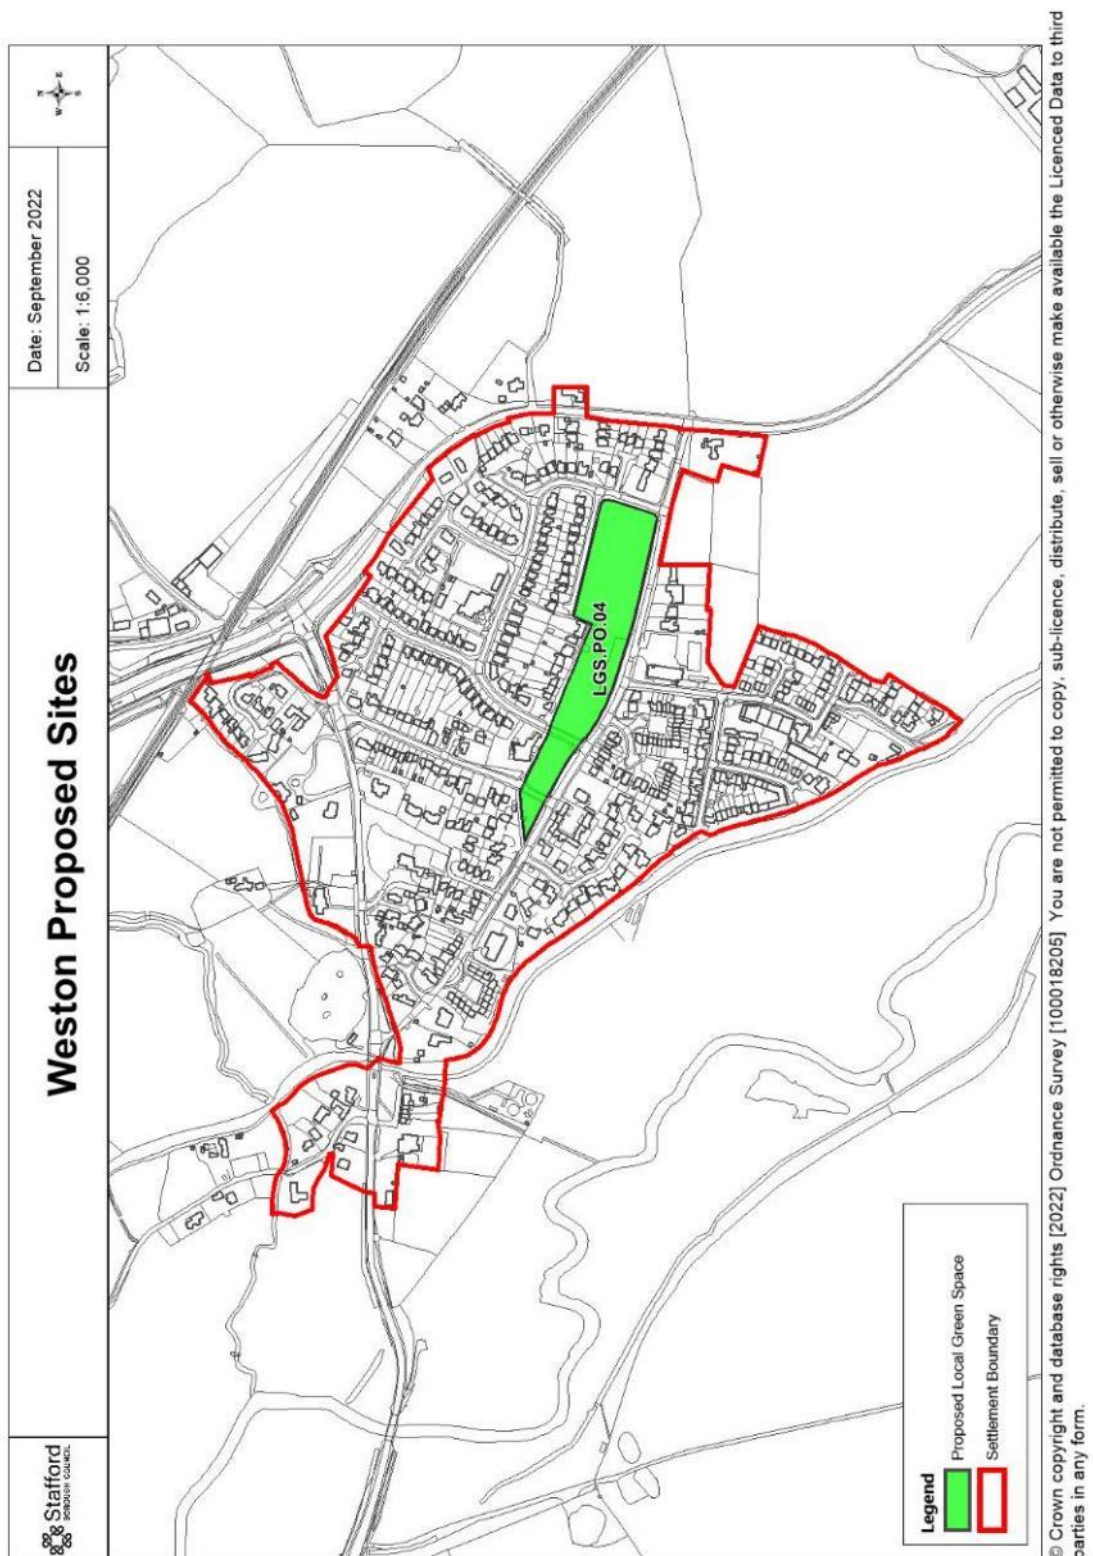 Stafford
BOROUGH COUNCIL
Weston Proposed Sites
Date: September 2022
Scale: 1:6,000
N
W
E
S
LGS.PO.04
Legend
Proposed Local Green Space
Settlement Boundary
© Crown copyright and database rights [2022] Ordnance Survey [100018205] You are not permitted to copy, sub-licence, distribute, sell or otherwise make available the Licenced Data to third
parties in any form.